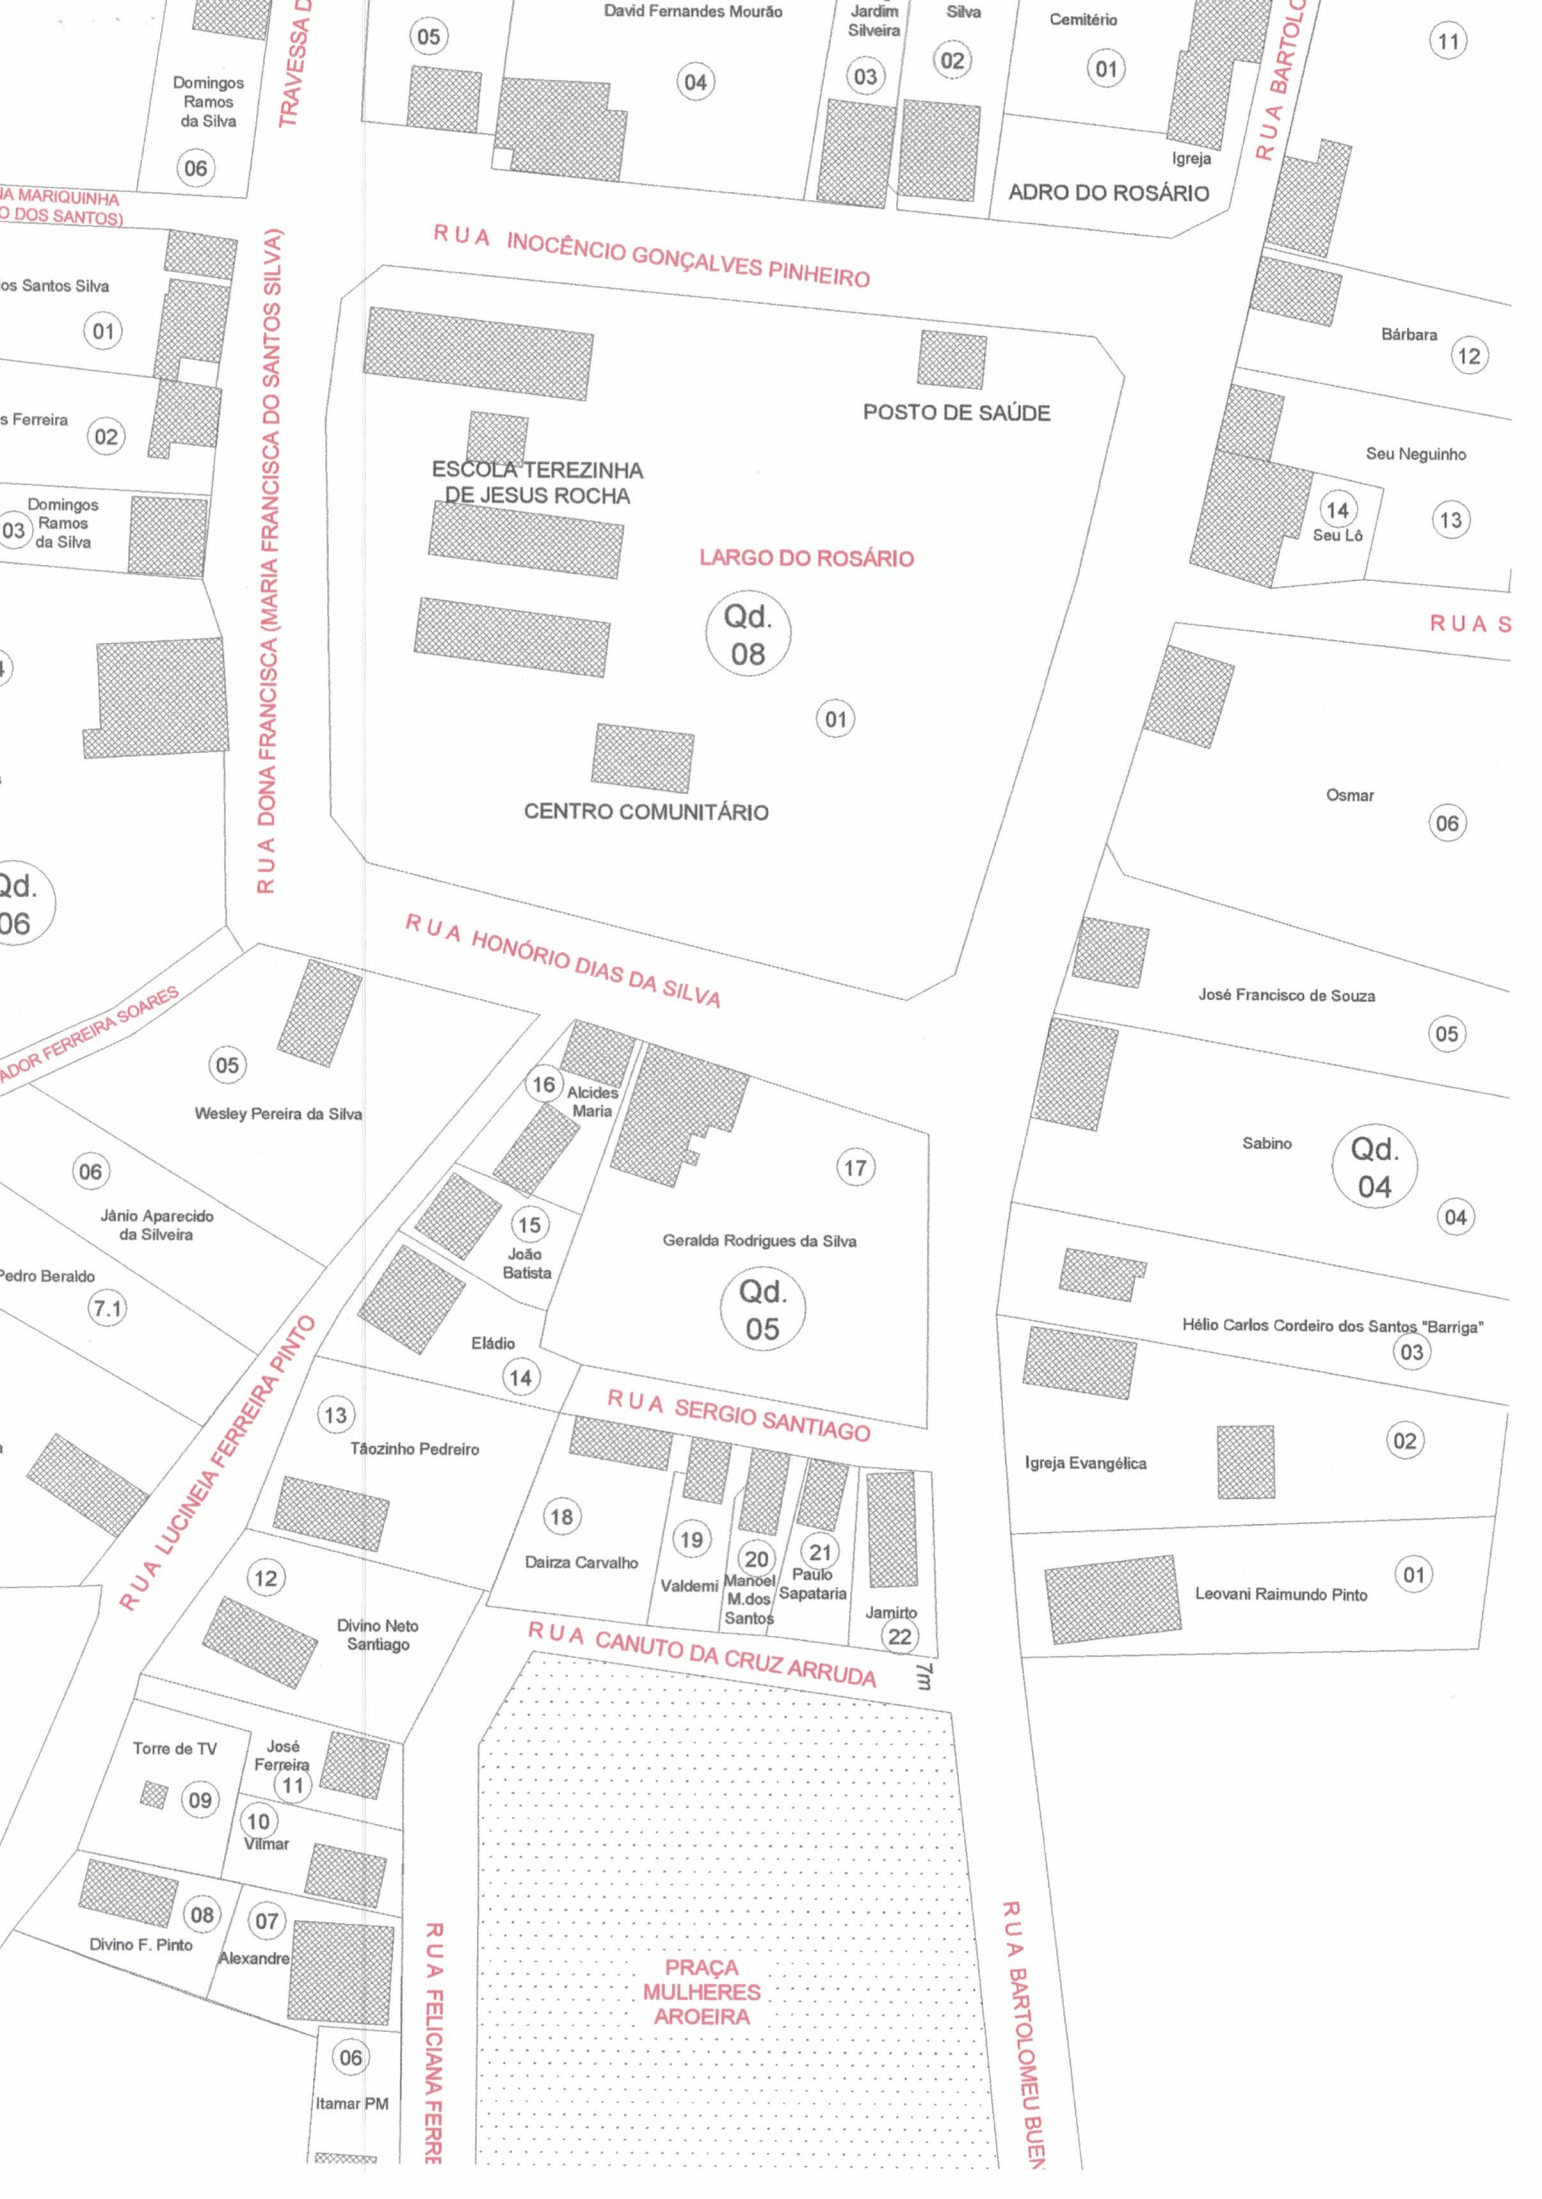 David Fernandes Mourão
04
05
Jardim
Silveira
03
Silva
02
Cemitério
01
Igreja
ADRO DO ROSÁRIO
11
RUA BARTOLO
TRAVESSA D
Domingos
Ramos
da Silva
06
NA MARIQUINHA
O DOS SANTOS)
RUA INOCÊNCIO GONÇALVES PINHEIRO
os Santos Silva
01
s Ferreira
02
Domingos
Ramos
da Silva
03
RUA DONA FRANCISCA (MARIA FRANCISCA DO SANTOS SILVA)
POSTO DE SAÚDE
ESCOLA TEREZINHA
DE JESUS ROCHA
LARGO DO ROSÁRIO
Qd.
08
01
CENTRO COMUNITÁRIO
Bárbara
12
Seu Neguinho
13
14
Seu Lô
RUA S
Osmar
06
Qd.
06
RUA HONÓRIO DIAS DA SILVA
ADOR FERREIRA SOARES
05
Wesley Pereira da Silva
06
Jânio Aparecido
da Silveira
Pedro Beraldo
7.1
16
Alcides
Maria
15
João
Batista
Eládio
14
17
Geralda Rodrigues da Silva
Qd.
05
José Francisco de Souza
05
Sabino
Qd.
04
04
Hélio Carlos Cordeiro dos Santos "Barriga"
03
02
Igreja Evangélica
01
Leovani Raimundo Pinto
RUA LUCINEIA FERREIRA PINTO
RUA SERGIO SANTIAGO
13
Tãozinho Pedreiro
18
Dairza Carvalho
19
Valdemi
20
Manoel
M.dos
Santos
21
Paulo
Sapataria
Jamirto
22
12
Divino Neto
Santiago
RUA CANUTO DA CRUZ ARRUDA
7m
Torre de TV
09
José
Ferreira
11
10
Vilmar
08
Divino F. Pinto
07
Alexandre
06
Itamar PM
RUA FELICIANA FERRE
PRAÇA
MULHERES
AROEIRA
RUA BARTOLOMEU BUEN